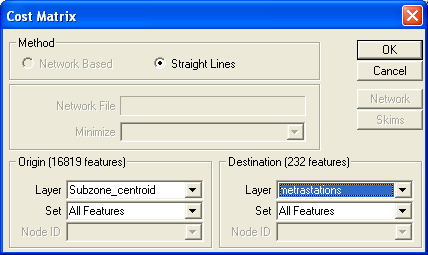 Cost Matrix
Method
Network Based Straight Lines
OK
Cancel
Network File
Minimize
Network
Skims
Origin (16819 features) Destination (232 features)
Layer Subzone_centroid Layer metrastations
Set All Features Set All Features
Node ID Node ID